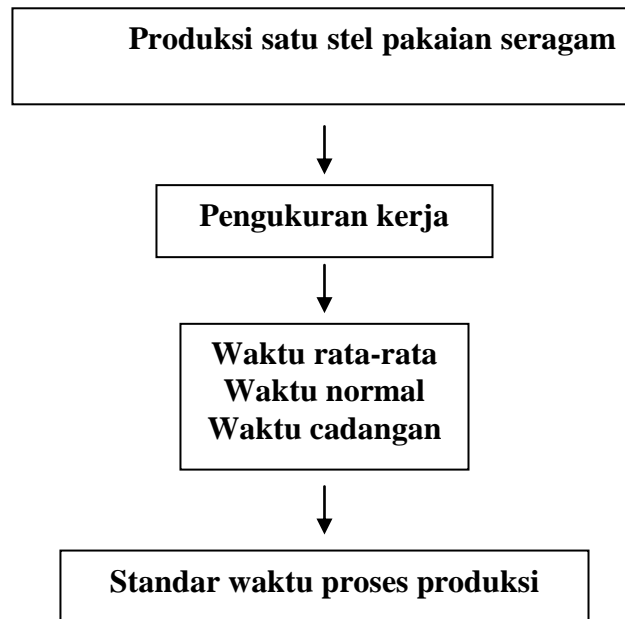 Produksi satu stel pakaian seragam
Pengukuran kerja
Waktu rata-rata
Waktu normal
Waktu cadangan
Standar waktu proses produksi